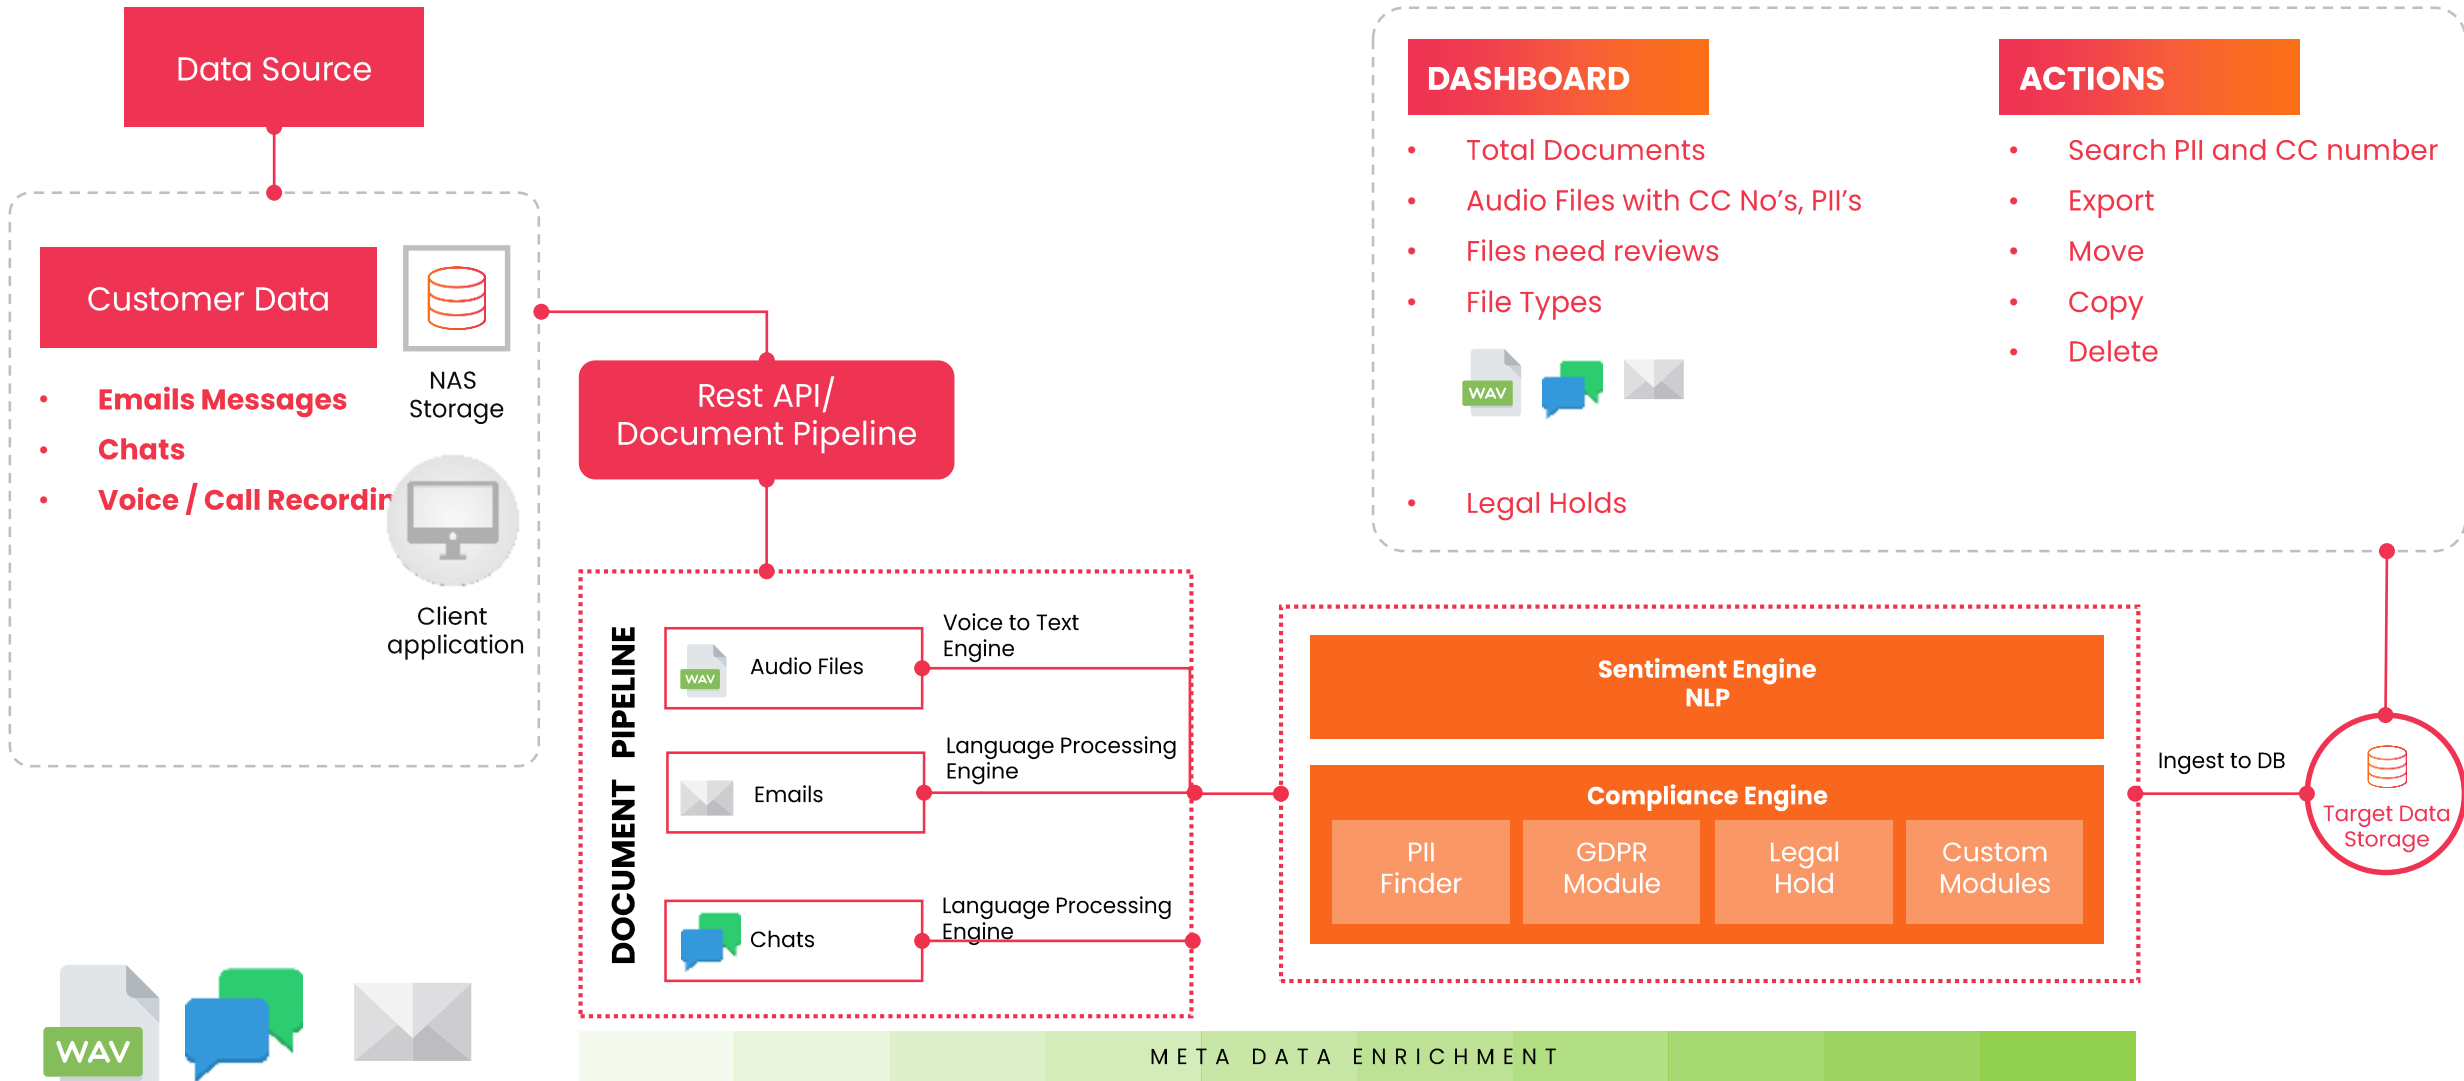 Data Source
Customer Data
• Emails Messages
• Chats
• Voice / Call Recordin
NAS
Storage
Client
application
WAV
Rest API/
Document Pipeline
DOCUMENT PIPELINE
WAV
Audio Files
Voice to Text
Engine
Emails
Language Processing
Engine
Chats
Language Processing
Engine
DASHBOARD
• Total Documents
• Audio Files with CC No’s, PII’s
• Files need reviews
• File Types
WAV
• Legal Holds
ACTIONS
• Search PII and CC number
• Export
• Move
• Copy
• Delete
Sentiment Engine
NLP
Compliance Engine
PII
Finder
GDPR
Module
Legal
Hold
Custom
Modules
Ingest to DB
Target Data
Storage
META DATA ENRICHMENT